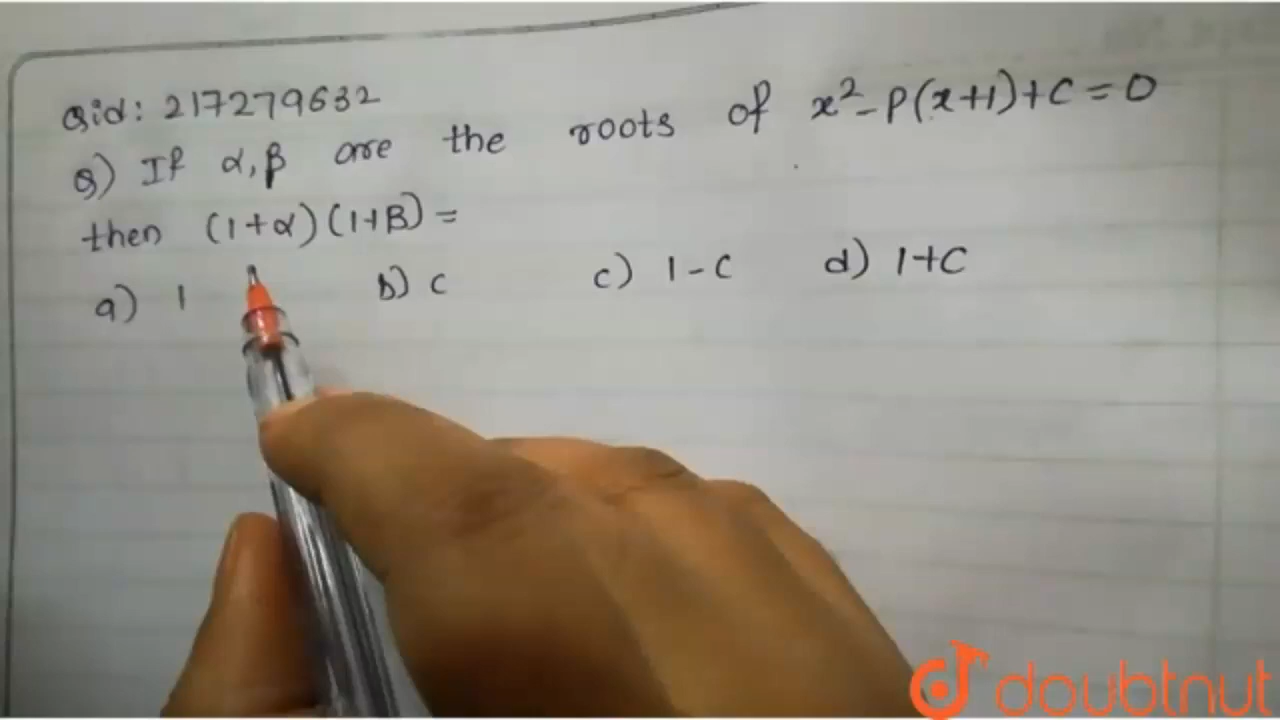 Qid: 217279632
Q) If α, β are the roots of x²-P(x+1)+C=0
then (1+α)(1+β)=
a) 1 b) c c) 1-C d) 1+C
doubtnut